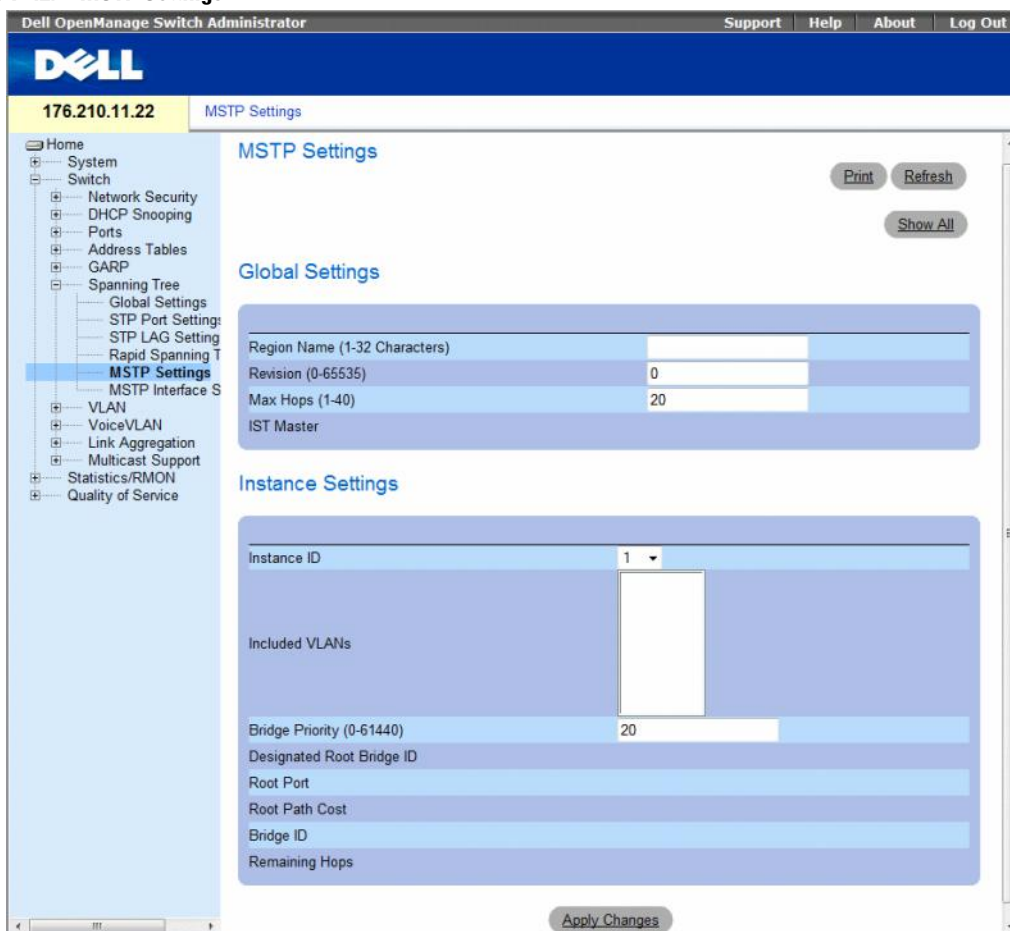 Dell OpenManage Switch Administrator Support Help About Log Out
DELL
176.210.11.22 MSTP Settings
Home
System
Switch
Network Security
DHCP Snooping
Ports
Address Tables
GARP
Spanning Tree
Global Settings
STP Port Settings
STP LAG Setting
Rapid Spanning T
MSTP Settings
MSTP Interface S
VLAN
VoiceVLAN
Link Aggregation
Multicast Support
Statistics/RMON
Quality of Service
MSTP Settings
Print Refresh
Show All
Global Settings
Region Name (1-32 Characters)
Revision (0-65535) 0
Max Hops (1-40) 20
IST Master
Instance Settings
Instance ID 1
Included VLANs
Bridge Priority (0-61440) 20
Designated Root Bridge ID
Root Port
Root Path Cost
Bridge ID
Remaining Hops
Apply Changes